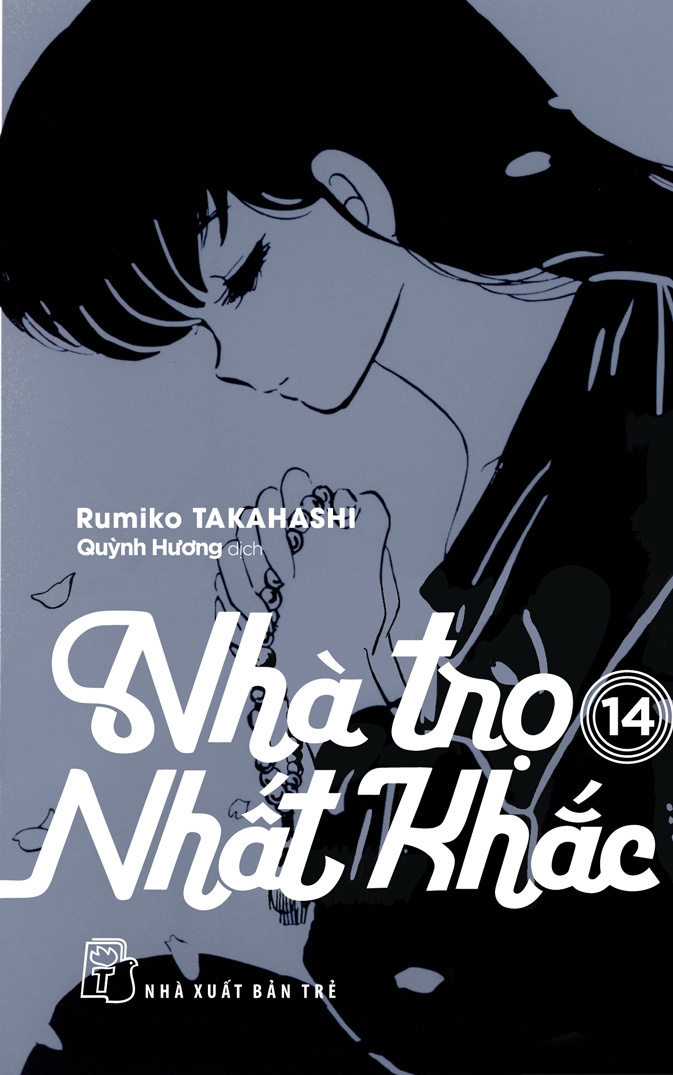 Rumiko TAKAHASHI
Quỳnh Hương dịch
Nhà trọ 14
Nhất Khắc
NHÀ XUẤT BẢN TRẺ